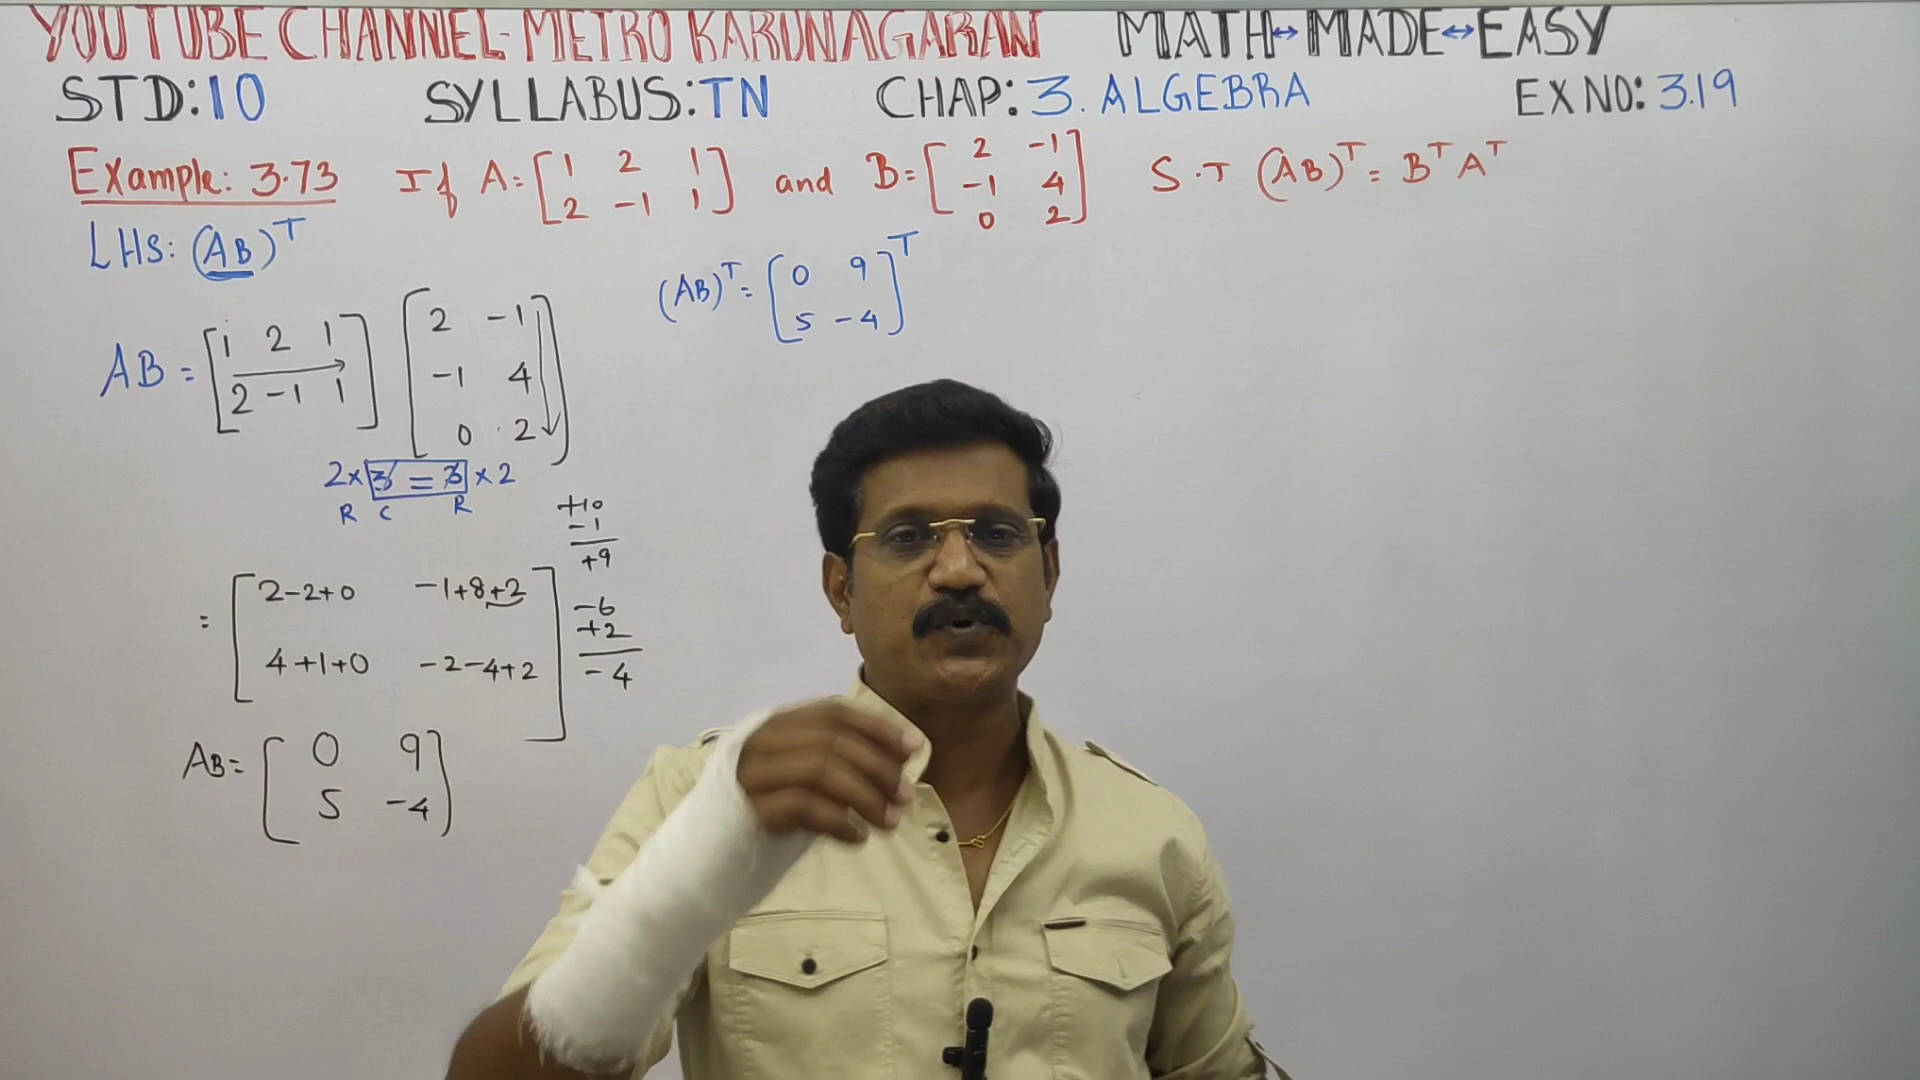 YOUTUBE CHANNEL-METRO KARUNAGARAN MATH↔MADE↔EASY
STD:10 SYLLABUS:TN CHAP: 3. ALGEBRA EX NO: 3.19
Example: 3.73 If A= [1 2 1 and B= [2 -1 S.T (AB)^T = B^T A^T
2 -1 1] -1 4
0 2]
LHS: (AB)^T
AB = [1 2 1 [2 -1
2 -1 1] -1 4
0 2]
2×3 = 3×2
R C R
= [2-2+0 -1+8+2
4+1+0 -2-4+2]
+10
-1
+9
-6
+2
-4
AB= [0 9
5 -4]
(AB)^T = [0 9
5 -4]^T